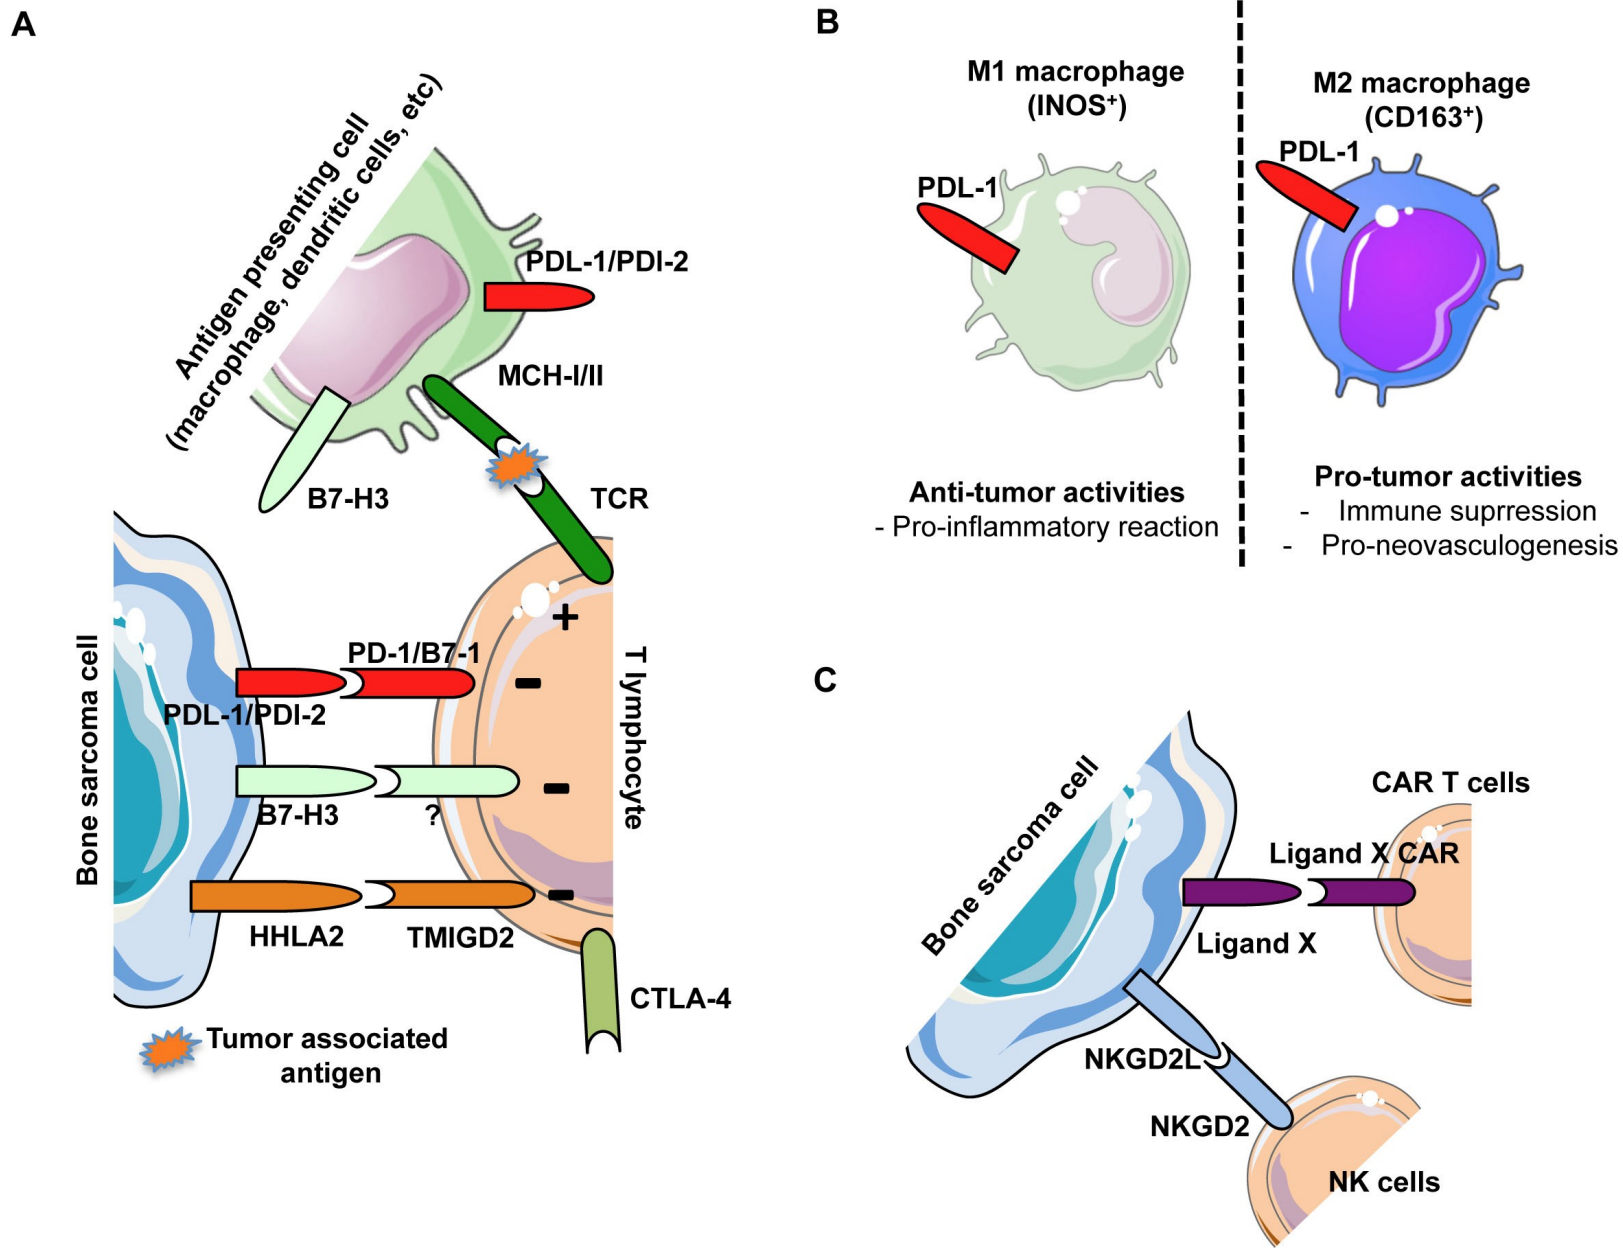 A
Antigen presenting cell
(macrophage, dendritic cells, etc)
PDL-1/PDI-2
MCH-I/II
B7-H3
TCR
+
Bone sarcoma cell
T lymphocyte
PD-1/B7-1
-
PDL-1/PDI-2
-
B7-H3
?
-
HHLA2
TMIGD2
CTLA-4
Tumor associated
antigen
B
M1 macrophage
(INOS+)
PDL-1
Anti-tumor activities
- Pro-inflammatory reaction
M2 macrophage
(CD163+)
PDL-1
Pro-tumor activities
- Immune suprression
- Pro-neovasculogenesis
C
Bone sarcoma cell
CAR T cells
Ligand X CAR
Ligand X
NKGD2L
NKGD2
NK cells